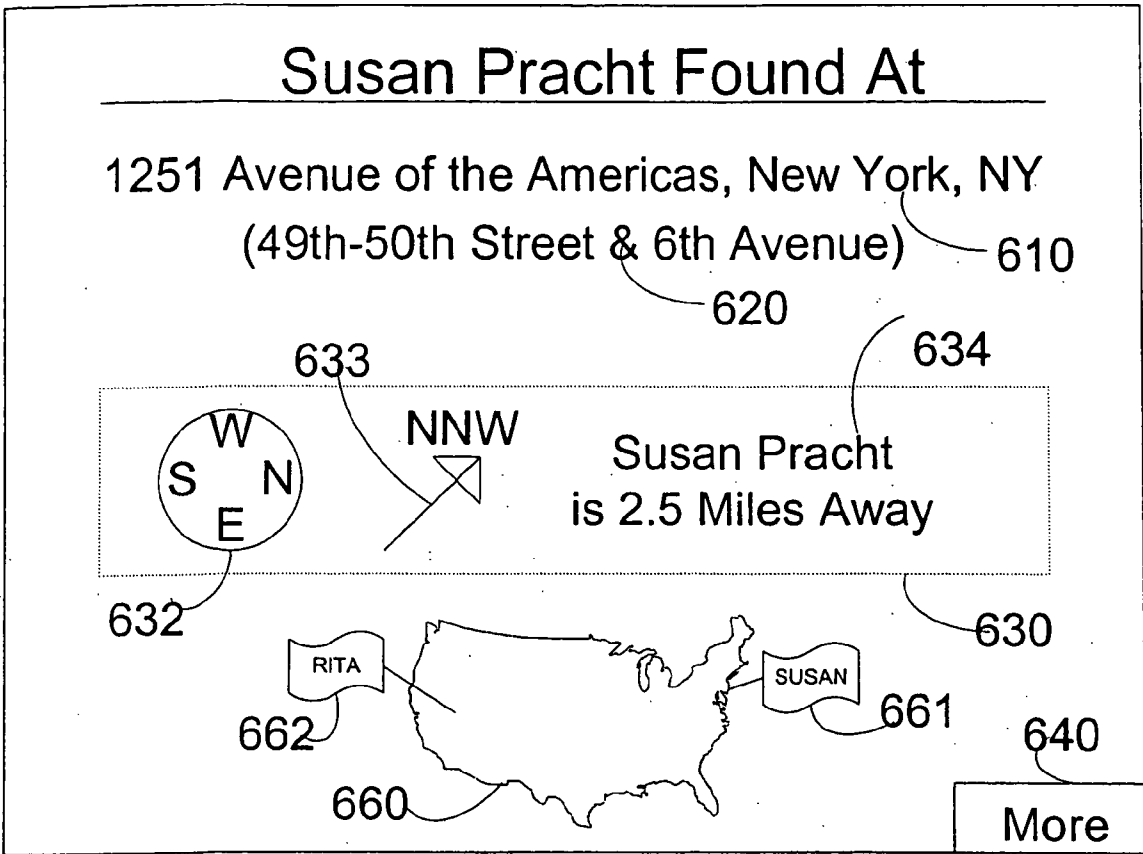 Susan Pracht Found At
1251 Avenue of the Americas, New York, NY
(49th-50th Street & 6th Avenue)
610
620
633
634
W
S N
E
NNW
Susan Pracht
is 2.5 Miles Away
632
630
RITA
SUSAN
662
661
640
660
More